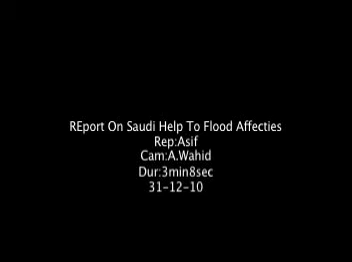 REport On Saudi Help To Flood Affecties
Rep:Asif
Cam:A.Wahid
Dur:3min8sec
31-12-10